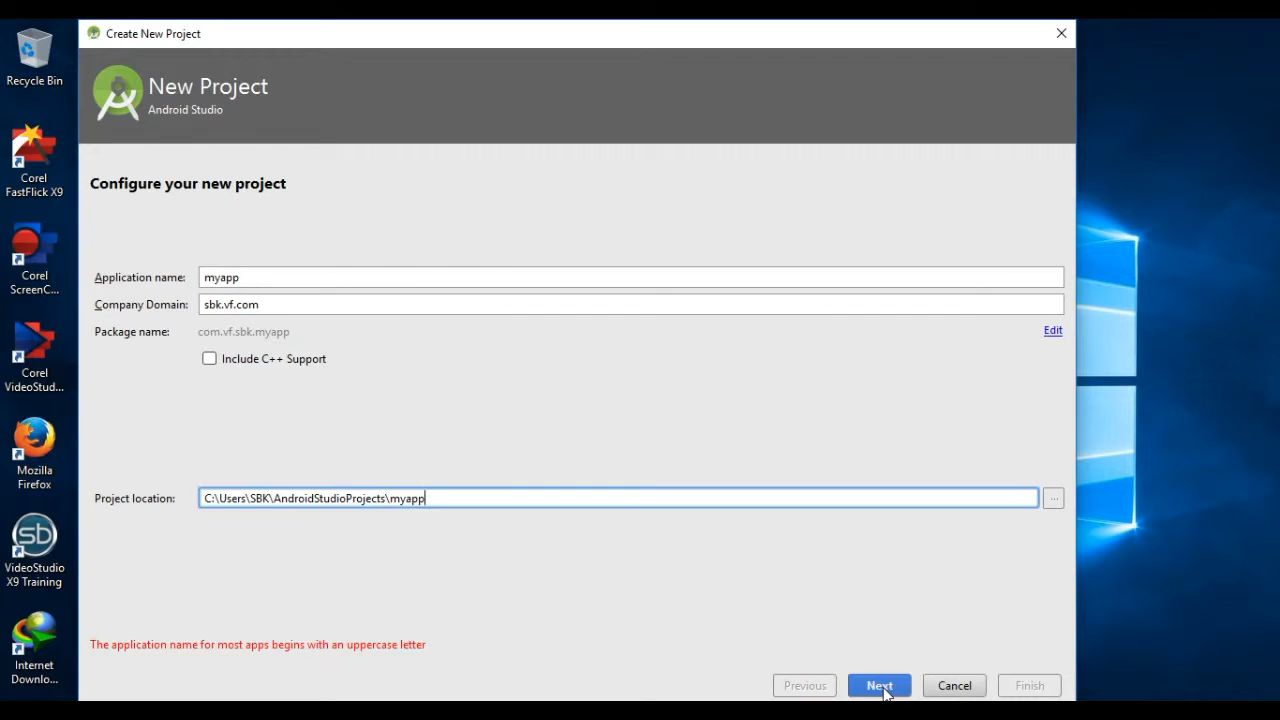 Recycle Bin
Corel
FastFlick X9
Corel
ScreenC...
Corel
VideoStud...
Mozilla
Firefox
VideoStudio
X9 Training
Internet
Downlo...
Create New Project
New Project
Android Studio
Configure your new project
Application name: myapp
Company Domain: sbk.vf.com
Package name: com.vf.sbk.myapp Edit
Include C++ Support
Project location: C:\Users\SBK\AndroidStudioProjects\myapp ...
The application name for most apps begins with an uppercase letter
Previous Next Cancel Finish